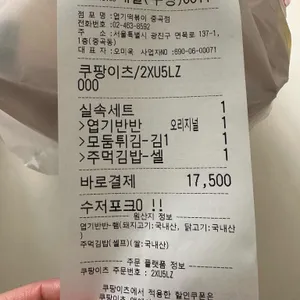 점 포 명 : 엽기떡볶이 중곡점
전화번호 : 02-463-8592
주 소 : 서울특별시 광진구 면목로 137-1,
1층(중곡동)
대 표 자 : 오미옥 사업자NO :890-06-00071
쿠팡이츠/2XU5LZ
000
실속세트 1
>엽기반반 오리지널 1
>모둠튀김-김1 1
>주먹김밥-셀 1
바로결제 17,500
수저포크O !!
원산지 정보
엽기반반-햄(돼지고기:국내산, 닭고기:국내산
)
주먹김밥(셀프)(쌀:국내산)
주문 플랫폼 정보
쿠팡이츠 주문번호 : 2XU5LZ
쿠팡이츠에서 적용한 할인쿠폰은